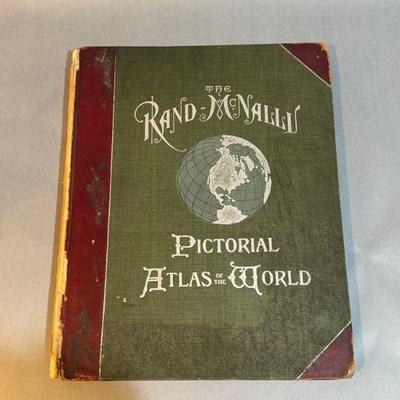 THE
RAND-McNALLY
PICTORIAL
ATLAS OF THE WORLD